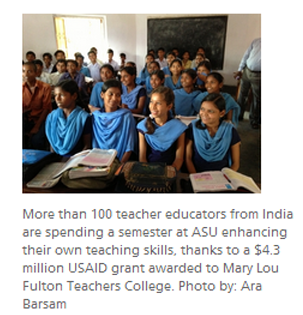 More than 100 teacher educators from India
are spending a semester at ASU enhancing
their own teaching skills, thanks to a $4.3
million USAID grant awarded to Mary Lou
Fulton Teachers College. Photo by: Ara
Barsam